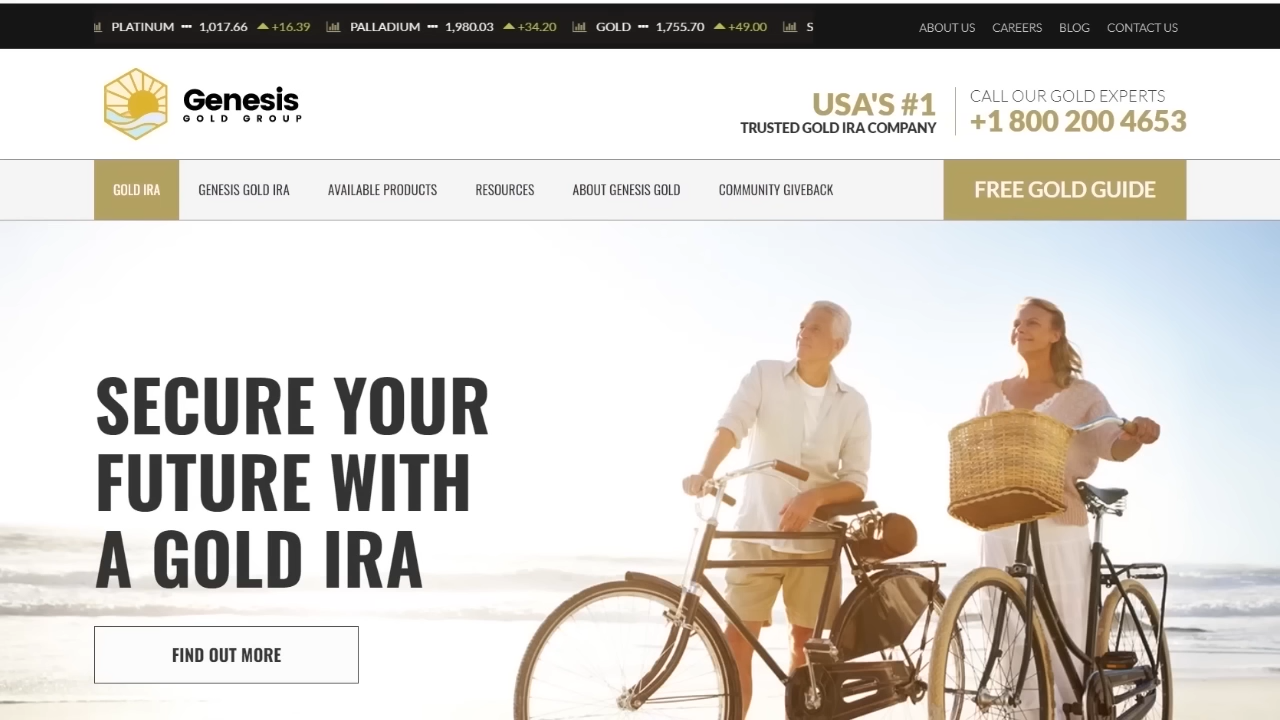 PLATINUM ••• 1,017.66 +16.39 PALLADIUM ••• 1,980.03 +34.20 GOLD ••• 1,755.70 +49.00 S
ABOUT US CAREERS BLOG CONTACT US
Genesis
GOLD GROUP
USA'S #1
TRUSTED GOLD IRA COMPANY
CALL OUR GOLD EXPERTS
+1 800 200 4653
GOLD IRA GENESIS GOLD IRA AVAILABLE PRODUCTS RESOURCES ABOUT GENESIS GOLD COMMUNITY GIVEBACK FREE GOLD GUIDE
SECURE YOUR
FUTURE WITH
A GOLD IRA
FIND OUT MORE